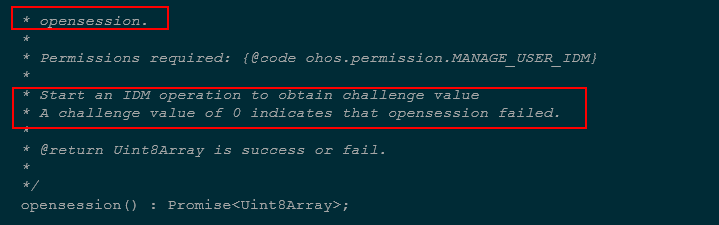 * opensession.
*
* Permissions required: {@code ohos.permission.MANAGE_USER_IDM}
*
* Start an IDM operation to obtain challenge value
* A challenge value of 0 indicates that opensession failed.
*
* @return Uint8Array is success or fail.
*
*/
opensession() : Promise<Uint8Array>;